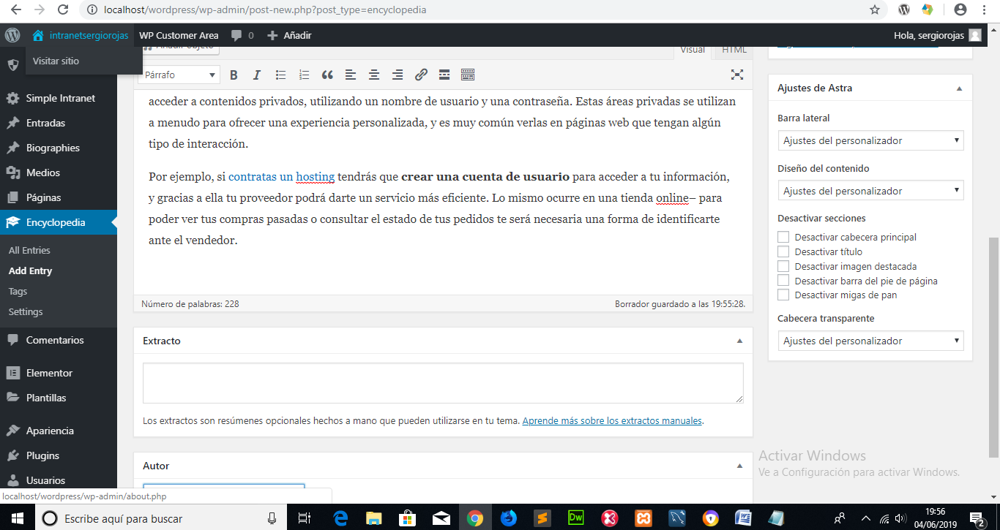 localhost/wordpress/wp-admin/post-new.php?post_type=encyclopedia
intranetsergiorojas WP Customer Area 0 Añadir Hola, sergiorojas
Visitar sitio
Simple Intranet
Entradas
Biographies
Medios
Páginas
Encyclopedia
All Entries
Add Entry
Tags
Settings
Comentarios
Elementor
Plantillas
Apariencia
Plugins
Usuarios
localhost/wordpress/wp-admin/about.php
Añadir objeto
Visual HTML
Párrafo B I
acceder a contenidos privados, utilizando un nombre de usuario y una contraseña. Estas áreas privadas se utilizan
a menudo para ofrecer una experiencia personalizada, y es muy común verlas en páginas web que tengan algún
tipo de interacción.
Por ejemplo, si contratas un hosting tendrás que crear una cuenta de usuario para acceder a tu información,
y gracias a ella tu proveedor podrá darte un servicio más eficiente. Lo mismo ocurre en una tienda online– para
poder ver tus compras pasadas o consultar el estado de tus pedidos te será necesaria una forma de identificarte
ante el vendedor.
Número de palabras: 228 Borrador guardado a las 19:55:28.
Extracto
Los extractos son resúmenes opcionales hechos a mano que pueden utilizarse en tu tema. Aprende más sobre los extractos manuales.
Autor
Ajustes de Astra
Barra lateral
Ajustes del personalizador
Diseño del contenido
Ajustes del personalizador
Desactivar secciones
Desactivar cabecera principal
Desactivar título
Desactivar imagen destacada
Desactivar barra del pie de página
Desactivar migas de pan
Cabecera transparente
Ajustes del personalizador
Activar Windows
Ve a Configuración para activar Windows.
Escribe aquí para buscar
Dw
19:56
04/06/2019
2